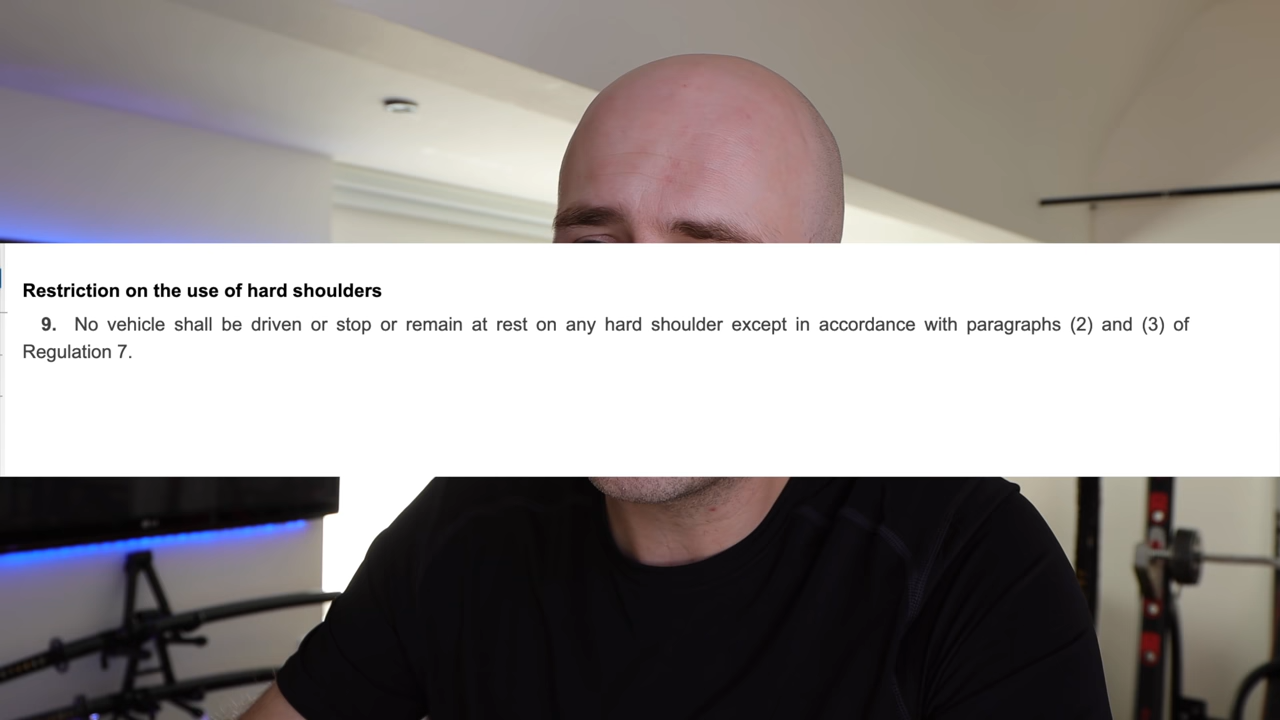 Restriction on the use of hard shoulders
9. No vehicle shall be driven or stop or remain at rest on any hard shoulder except in accordance with paragraphs (2) and (3) of
Regulation 7.